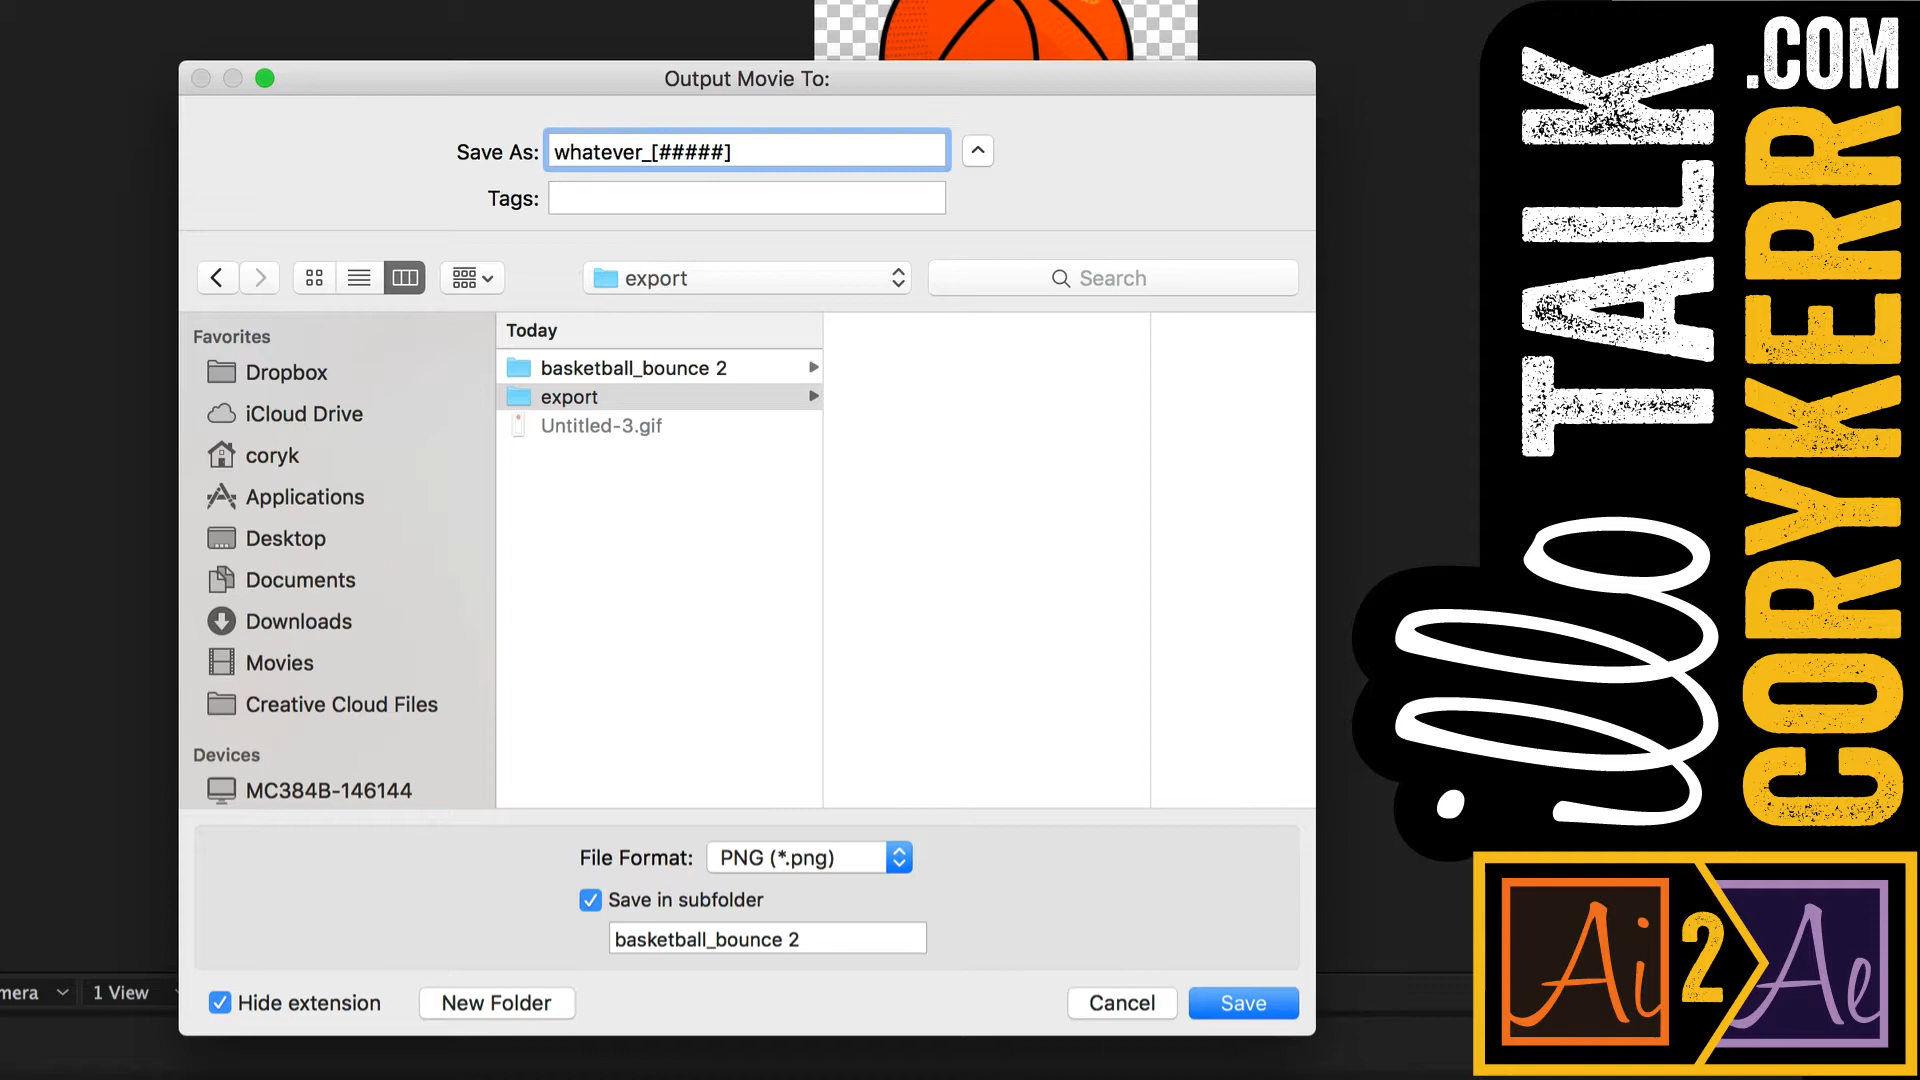 Output Movie To:
Save As: whatever_[#####]
Tags:
export
Search
Favorites
Dropbox
iCloud Drive
coryk
Applications
Desktop
Documents
Downloads
Movies
Creative Cloud Files
Devices
MC384B-146144
Today
basketball_bounce 2
export
Untitled-3.gif
File Format: PNG (*.png)
Save in subfolder
basketball_bounce 2
Hide extension
New Folder
Cancel
Save
mera
1 View
illo TALK
CORYKERR.COM
Ai 2 Ae